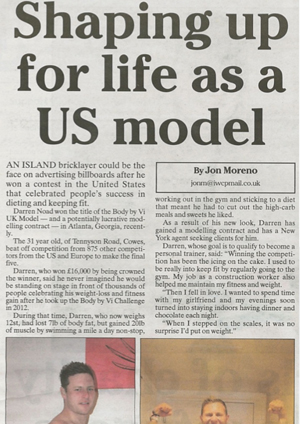 Shaping up
for life as a
US model
AN ISLAND bricklayer could be the
face on advertising billboards after he
won a contest in the United States
that celebrated people's success in
dieting and keeping fit.
Darren Noad won the title of the Body by Vi
UK Model — and a potentially lucrative mod-
elling contract — in Atlanta, Georgia, recent-
ly.
The 31 year old, of Tennyson Road, Cowes,
beat off competition from 875 other competi-
tors from the US and Europe to make the final
five.
Darren, who won £16,000 by being crowned
the winner, said he never imagined he would
be standing on stage in front of thousands of
people celebrating his weight-loss and fitness
gain after he took up the Body by Vi Challenge
in 2012.
During that time, Darren, who now weighs
12st, had lost 7lb of body fat, but gained 20lb
of muscle by swimming a mile a day non-stop,
By Jon Moreno
jonm@iwcpmail.co.uk
working out in the gym and sticking to a diet
that meant he had to cut out the high-carb
meals and sweets he liked.
As a result of his new look, Darren has
gained a modelling contract and has a New
York agent seeking clients for him.
Darren, whose goal is to qualify to become a
personal trainer, said: "Winning the competi-
tion has been the icing on the cake. I used to
be really into keep fit by regularly going to the
gym. My job as a construction worker also
helped me maintain my fitness and weight.
"Then I fell in love. I wanted to spend time
with my girlfriend and my evenings soon
turned into staying indoors having dinner and
chocolate each night.
"When I stepped on the scales, it was no
surprise I'd put on weight."